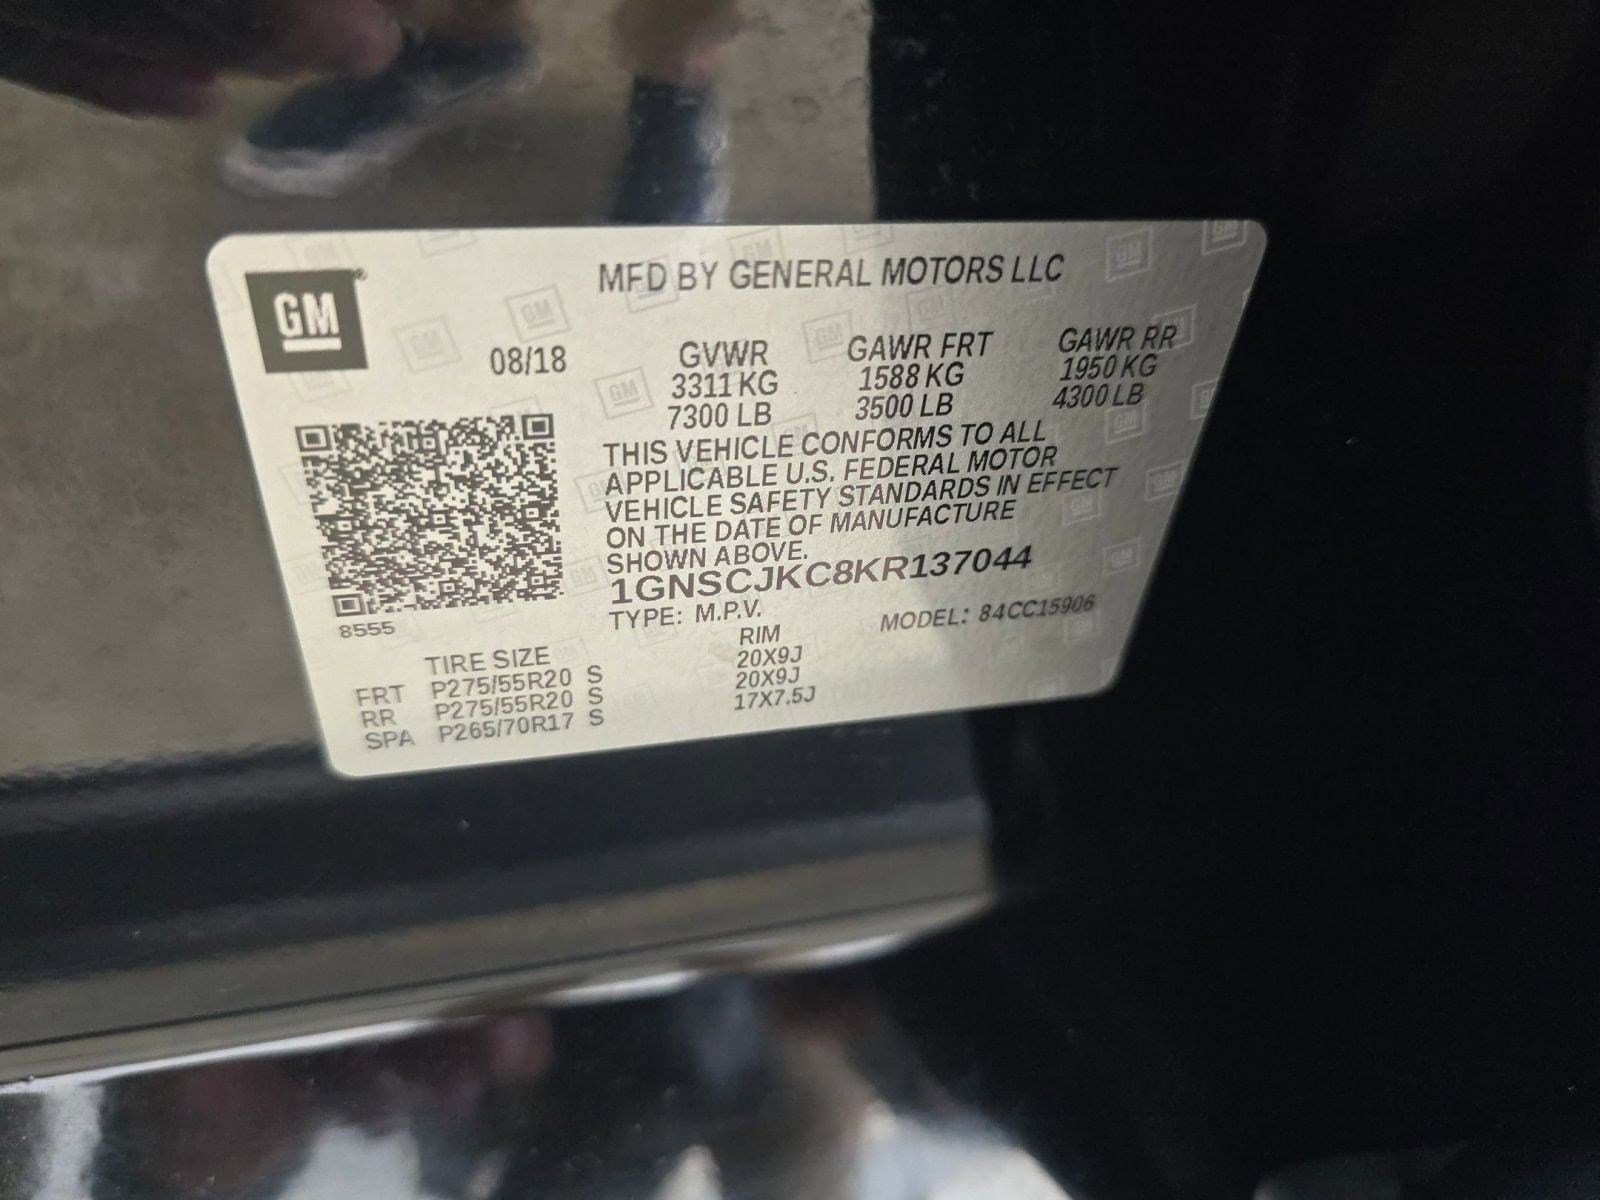 GM
MFD BY GENERAL MOTORS LLC
08/18
GVWR GAWR FRT GAWR RR
3311 KG 1588 KG 1950 KG
7300 LB 3500 LB 4300 LB
THIS VEHICLE CONFORMS TO ALL
APPLICABLE U.S. FEDERAL MOTOR
VEHICLE SAFETY STANDARDS IN EFFECT
ON THE DATE OF MANUFACTURE
SHOWN ABOVE.
1GNSCJKC8KR137044
TYPE: M.P.V. MODEL: 84CC15906
8555
TIRE SIZE RIM
FRT P275/55R20 S 20X9J
RR P275/55R20 S 20X9J
SPA P265/70R17 S 17X7.5J